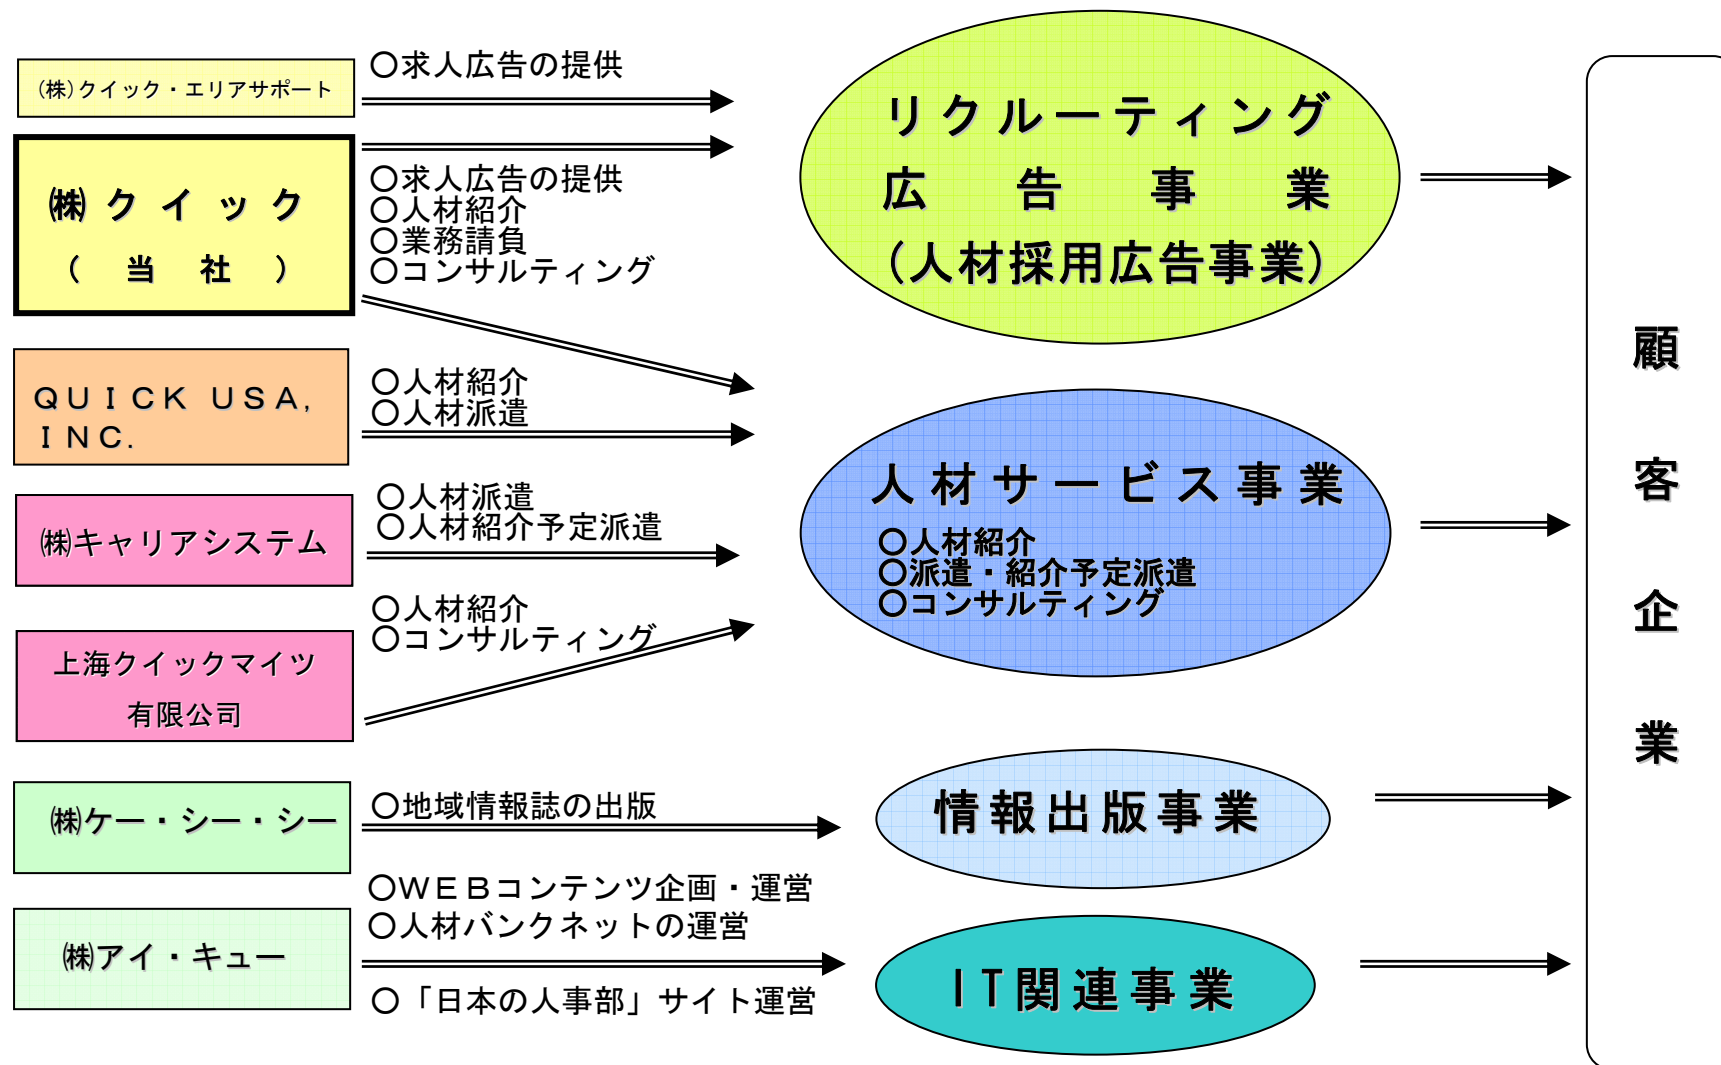 (株)クイック・エリアサポート
○求人広告の提供
㈱クイック
(当社)
○求人広告の提供
○人材紹介
○業務請負
○コンサルティング
リクルーティング
広告事業
(人材採用広告事業)
QUICK USA,
INC.
○人材紹介
○人材派遣
㈱キャリアシステム
○人材派遣
○人材紹介予定派遣
上海クイックマイツ
有限公司
○人材紹介
○コンサルティング
人材サービス事業
○人材紹介
○派遣・紹介予定派遣
○コンサルティング
㈱ケー・シー・シー
○地域情報誌の出版
情報出版事業
㈱アイ・キュー
○WEBコンテンツ企画・運営
○人材バンクネットの運営
○「日本の人事部」サイト運営
IT関連事業
顧客企業